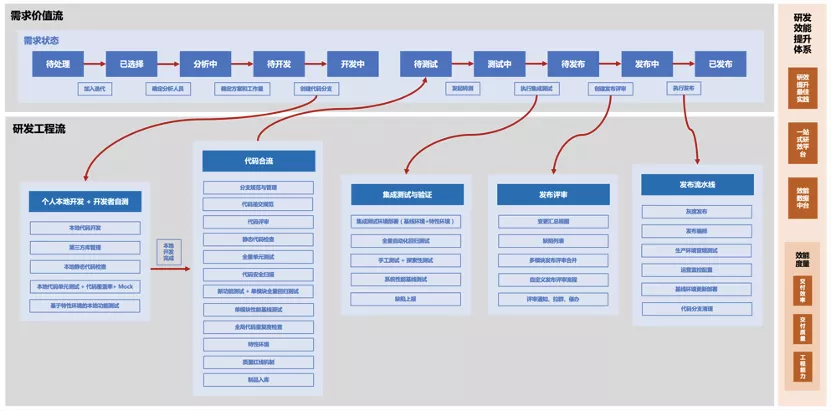 需求价值流
需求状态
待处理
已选择
分析中
待开发
开发中
待测试
测试中
待发布
发布中
已发布
加入迭代
确定分析人员
确定方案和工作量
创建代码分支
发起转测
执行集成测试
创建发布评审
执行发布
研发工程流
个人本地开发 + 开发者自测
本地代码开发
第三方库管理
本地静态代码检查
本地代码单元测试 + 代码覆盖率+ Mock
基于特性环境的本地功能测试
本地
开发
完成
代码合流
分支规范与管理
代码提交规范
代码评审
静态代码检查
全量单元测试
代码安全扫描
新功能测试 + 单模块全量回归测试
单模块性能基线测试
全局代码重复度检查
特性环境
质量红线机制
制品入库
集成测试与验证
集成测试环境部署（基线环境+特性环境）
全量自动化回归测试
手工测试 + 探索性测试
系统性能基线测试
缺陷上报
发布评审
变更汇总视图
缺陷列表
多模块发布评审合并
自定义发布评审流程
评审通知、拉群、催办
发布流水线
灰度发布
发布编排
生产环境冒烟测试
运营监控配置
基线环境更新部署
代码分支清理
研发
效能
提升
体系
研效
提升
最佳
实践
一站
式研
效平
台
效能
数据
中台
效能
度量
交付
效率
交付
质量
工程
能力